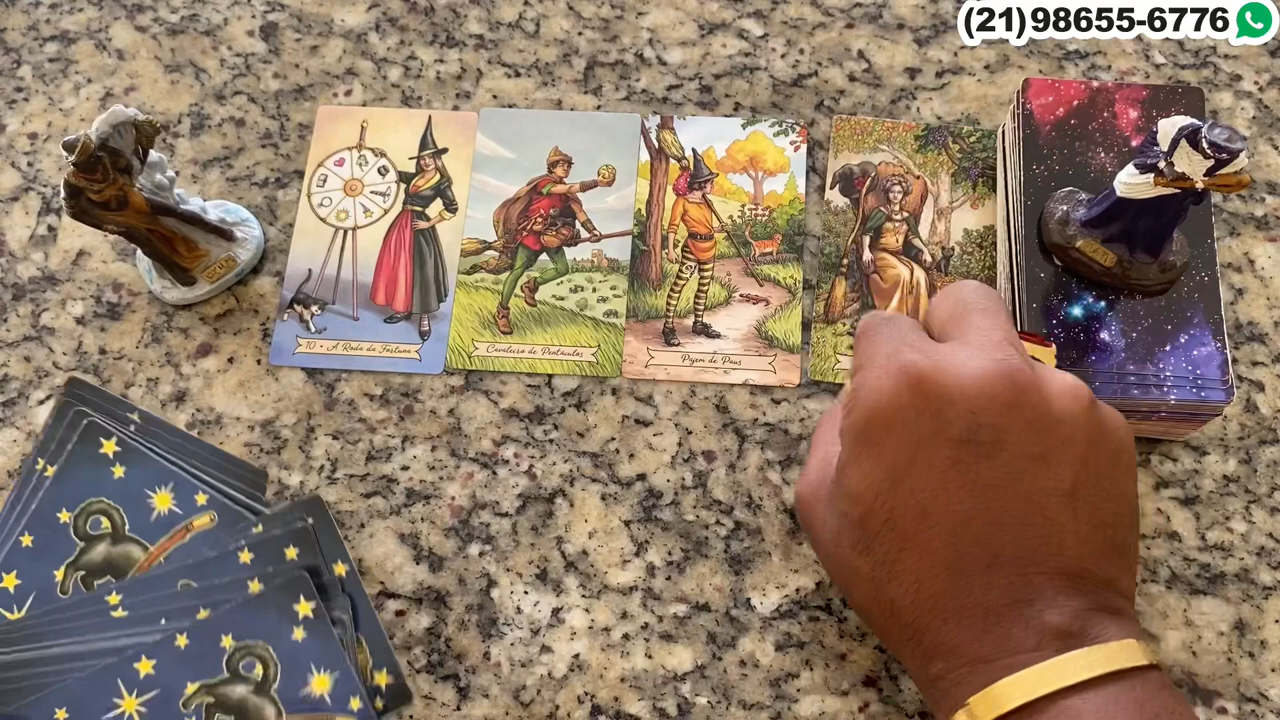 (21)98655-6776
10 • A Roda da Fortuna
Cavaleiro de Pentáculos
Pajem de Paus